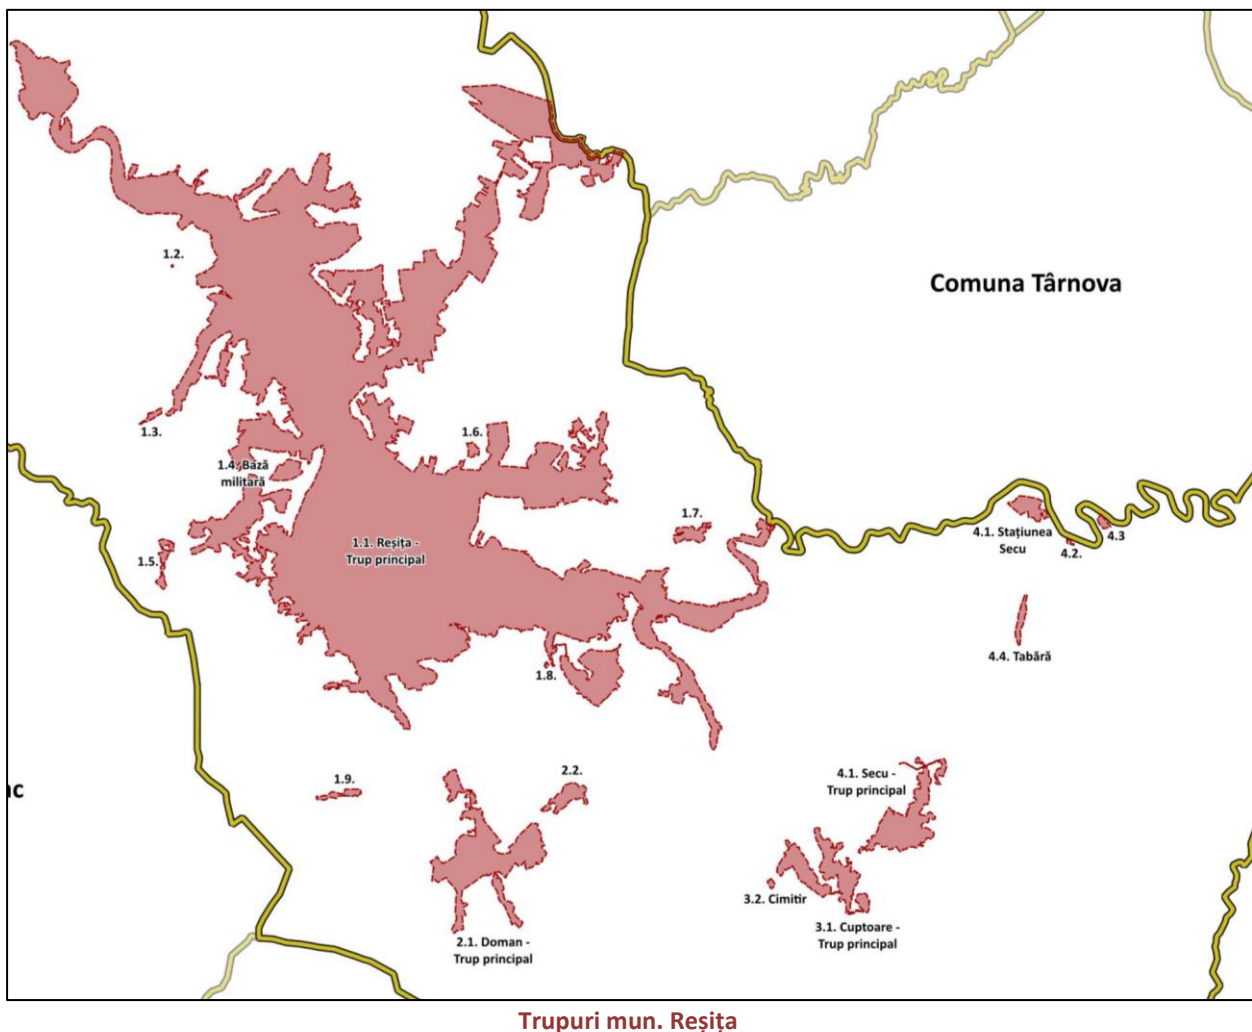 1.2.
Comuna Târnova
1.3.
1.6.
1.4. Bază
militară
1.7.
1.1. Reșița -
Trup principal
4.1. Stațiunea
Secu
4.2.
4.3
1.5.
4.4. Tabără
1.8.
1.9.
2.2.
4.1. Secu -
Trup principal
ac
3.2. Cimitir
3.1. Cuptoare -
Trup principal
2.1. Doman -
Trup principal
Trupuri mun. Reșița